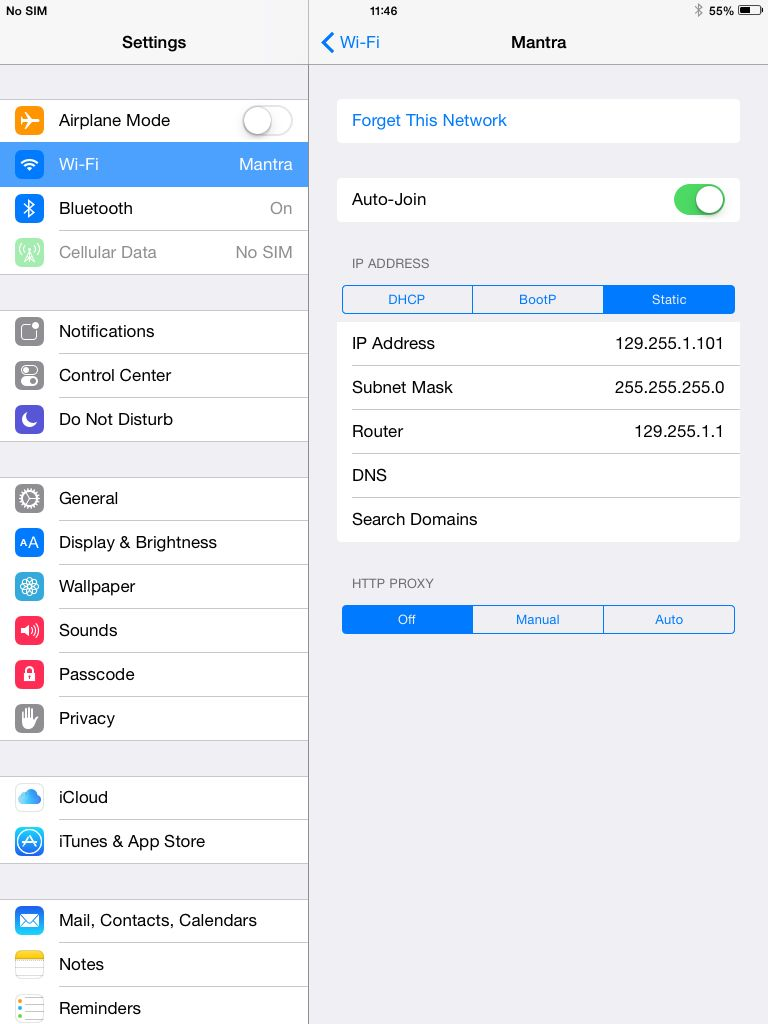 No SIM 11:46 55%
Settings
Airplane Mode
Wi-Fi Mantra
Bluetooth On
Cellular Data No SIM
Notifications
Control Center
Do Not Disturb
General
AA Display & Brightness
Wallpaper
Sounds
Passcode
Privacy
iCloud
iTunes & App Store
Mail, Contacts, Calendars
Notes
Reminders
Wi-Fi Mantra
Forget This Network
Auto-Join
IP ADDRESS
DHCP BootP Static
IP Address 129.255.1.101
Subnet Mask 255.255.255.0
Router 129.255.1.1
DNS
Search Domains
HTTP PROXY
Off Manual Auto